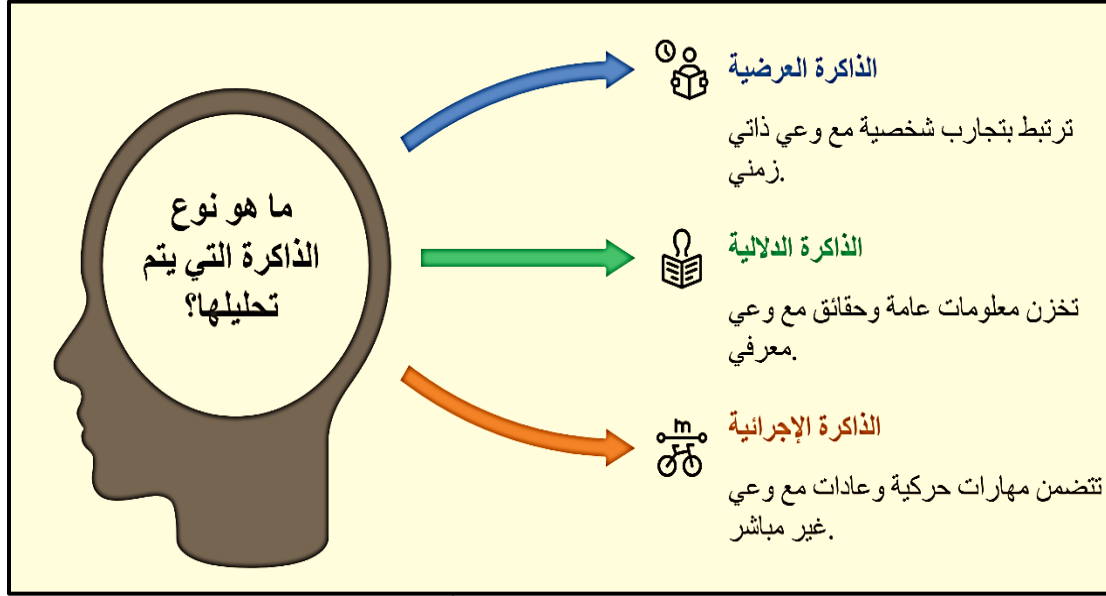 ما هو نوع
الذاكرة التي يتم
تحليلها؟
الذاكرة العرضية
ترتبط بتجارب شخصية مع وعي ذاتي
زمني.
الذاكرة الدلالية
تخزن معلومات عامة وحقائق مع وعي
معرفي.
الذاكرة الإجرائية
تتضمن مهارات حركية وعادات مع وعي
غير مباشر.